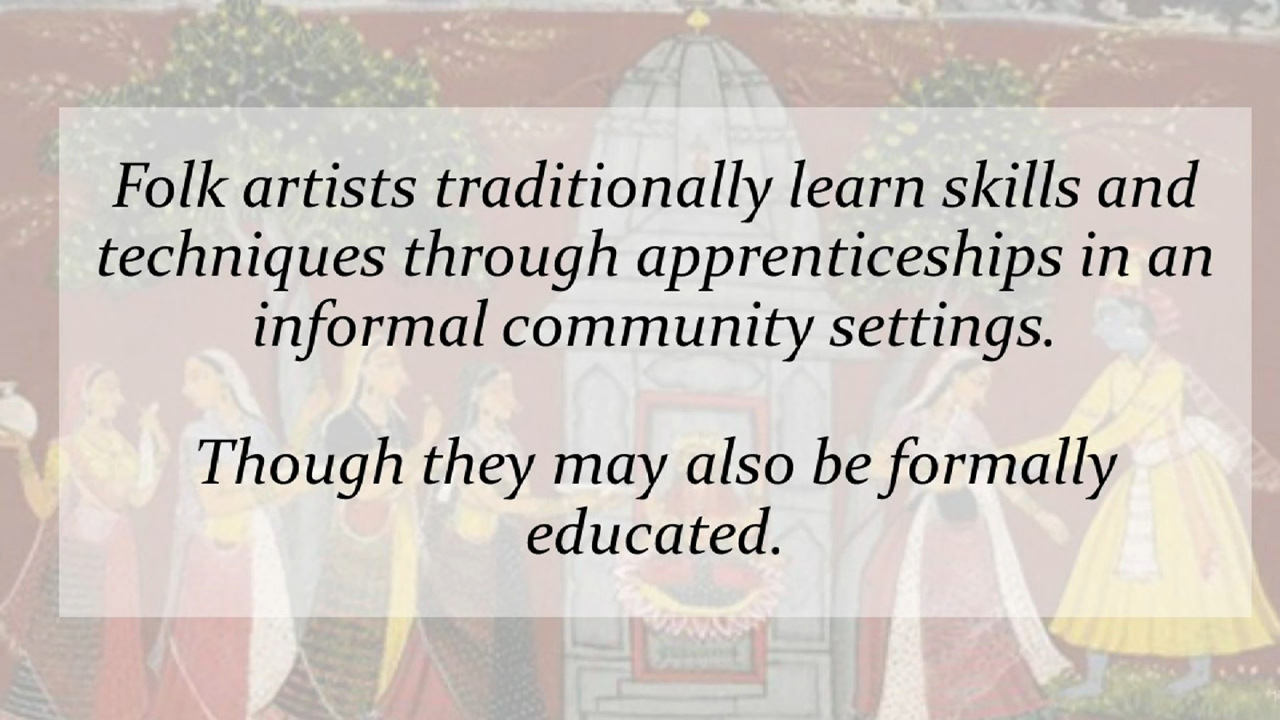 Folk artists traditionally learn skills and
techniques through apprenticeships in an
informal community settings.
Though they may also be formally
educated.